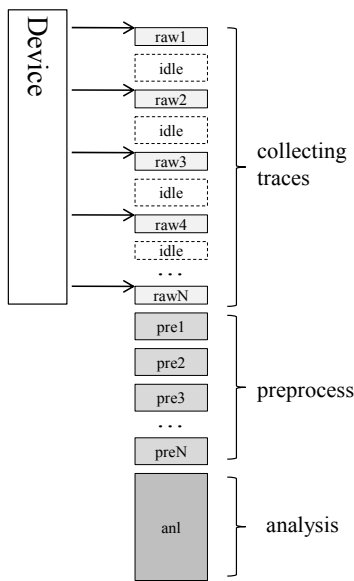 Device
raw1
idle
raw2
idle
raw3
idle
raw4
idle
...
rawN
collecting
traces
pre1
pre2
pre3
...
preN
preprocess
anl
analysis